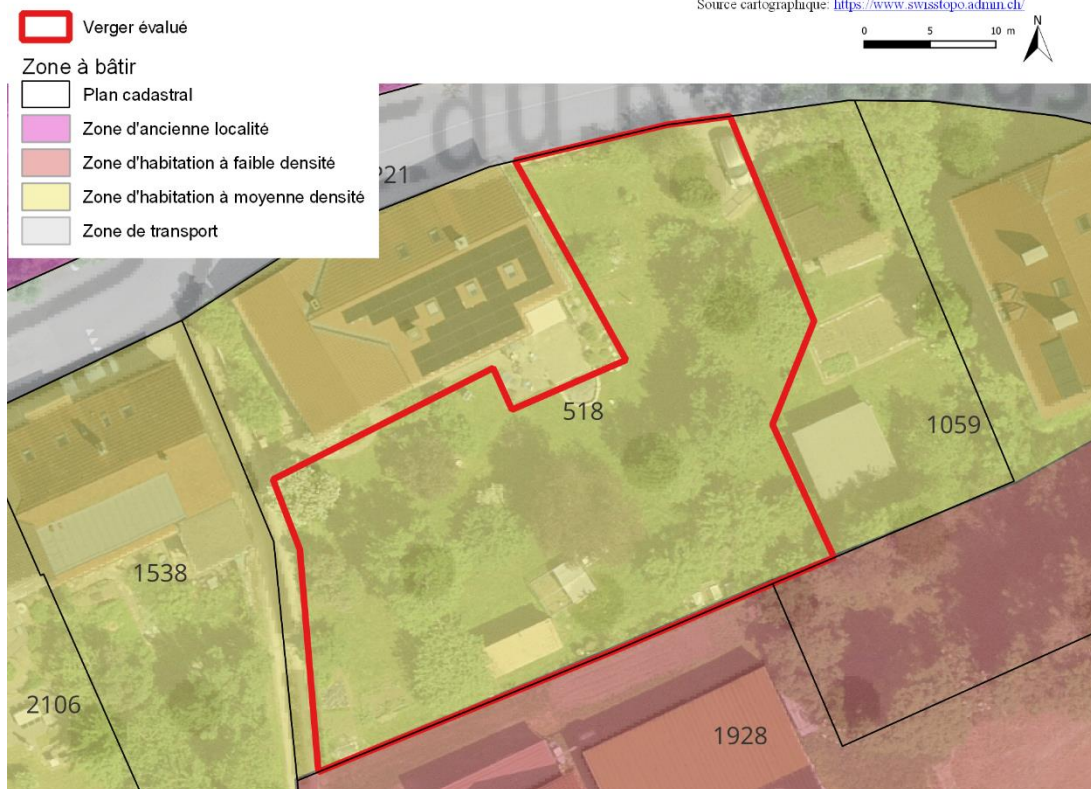 Source cartographique: https://www.swisstopo.admin.ch/
Verger évalué
0 5 10 m
N
Zone à bâtir
Plan cadastral
Zone d'ancienne localité
Zone d'habitation à faible densité
Zone d'habitation à moyenne densité
Zone de transport
21
518
1059
1538
2106
1928